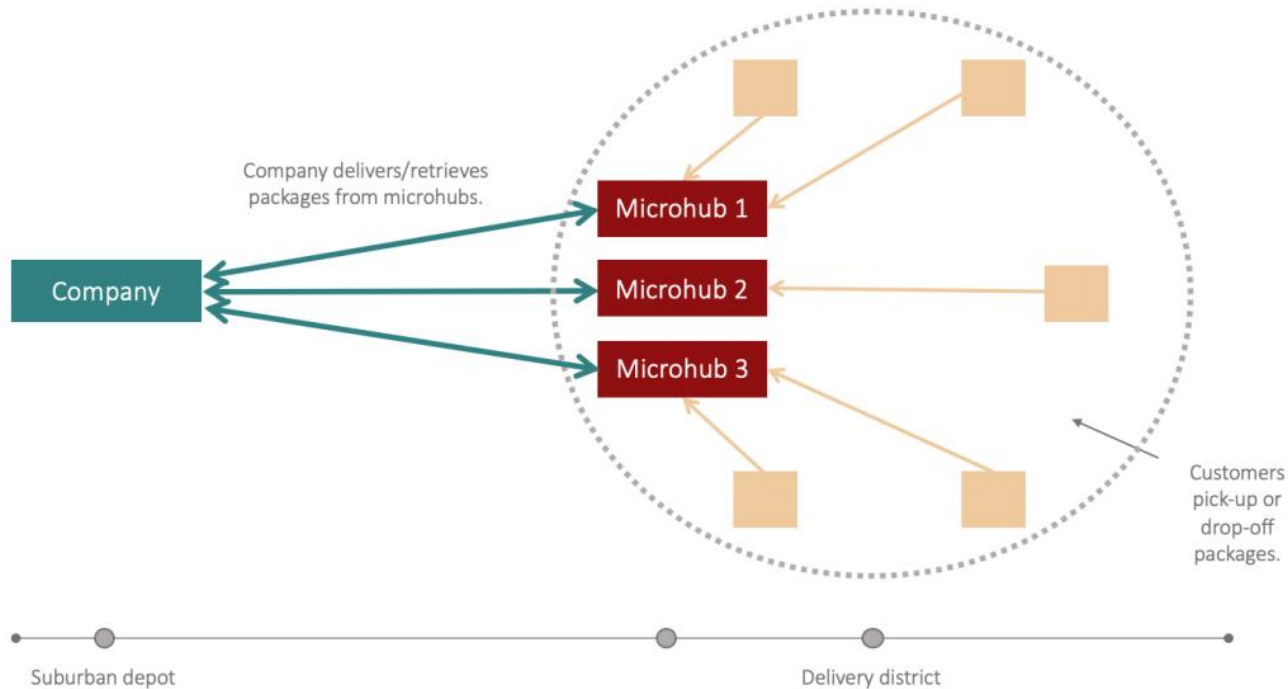 Company delivers/retrieves
packages from microhubs.
Company
Microhub 1
Microhub 2
Microhub 3
Customers
pick-up or
drop-off
packages.
Suburban depot
Delivery district